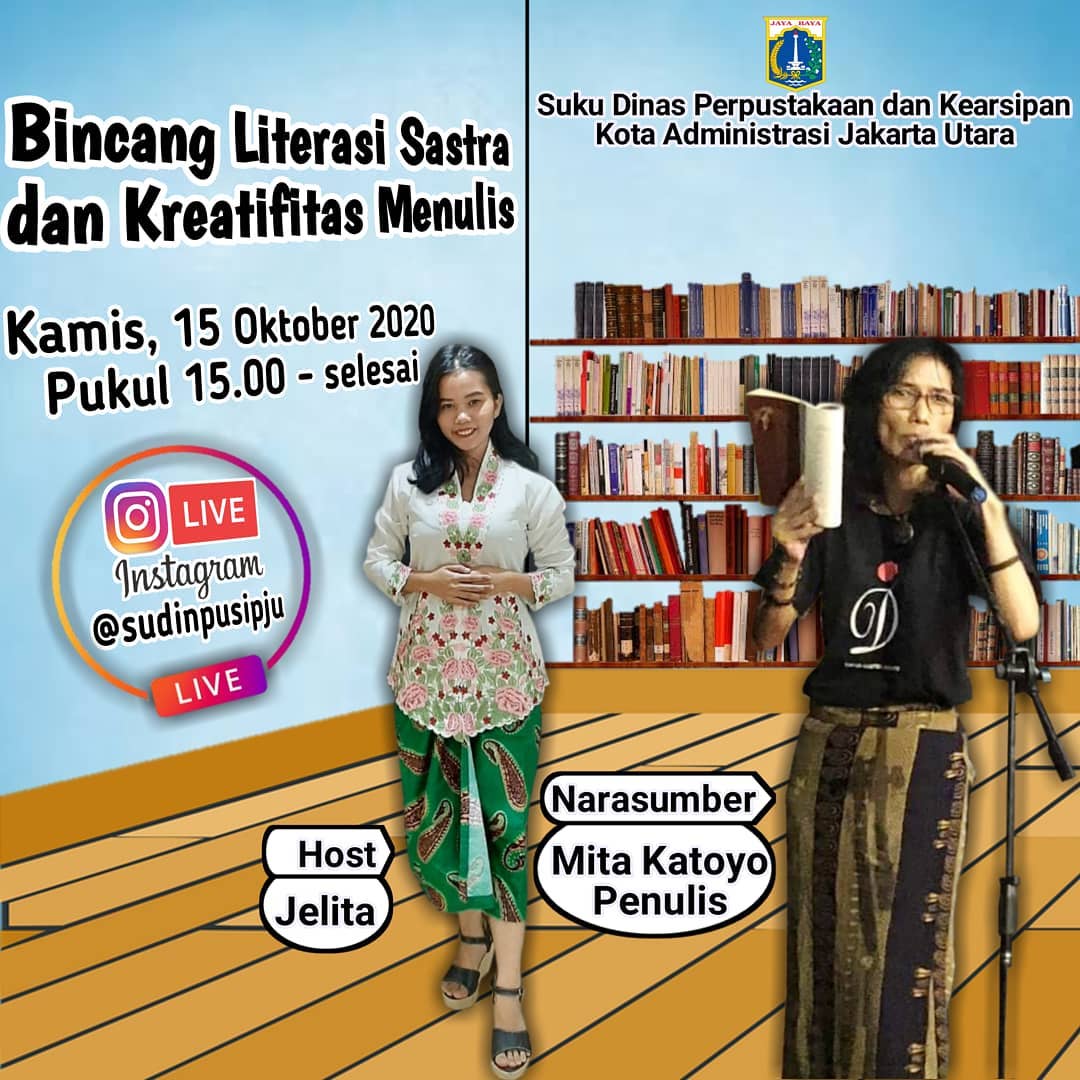 JAYA RAYA
Suku Dinas Perpustakaan dan Kearsipan
Kota Administrasi Jakarta Utara
Bincang Literasi Sastra
dan Kreatifitas Menulis
Kamis, 15 Oktober 2020
Pukul 15.00 - selesai
LIVE
Instagram
@sudinpusipju
LIVE
Host
Jelita
Narasumber
Mita Katoyo
Penulis